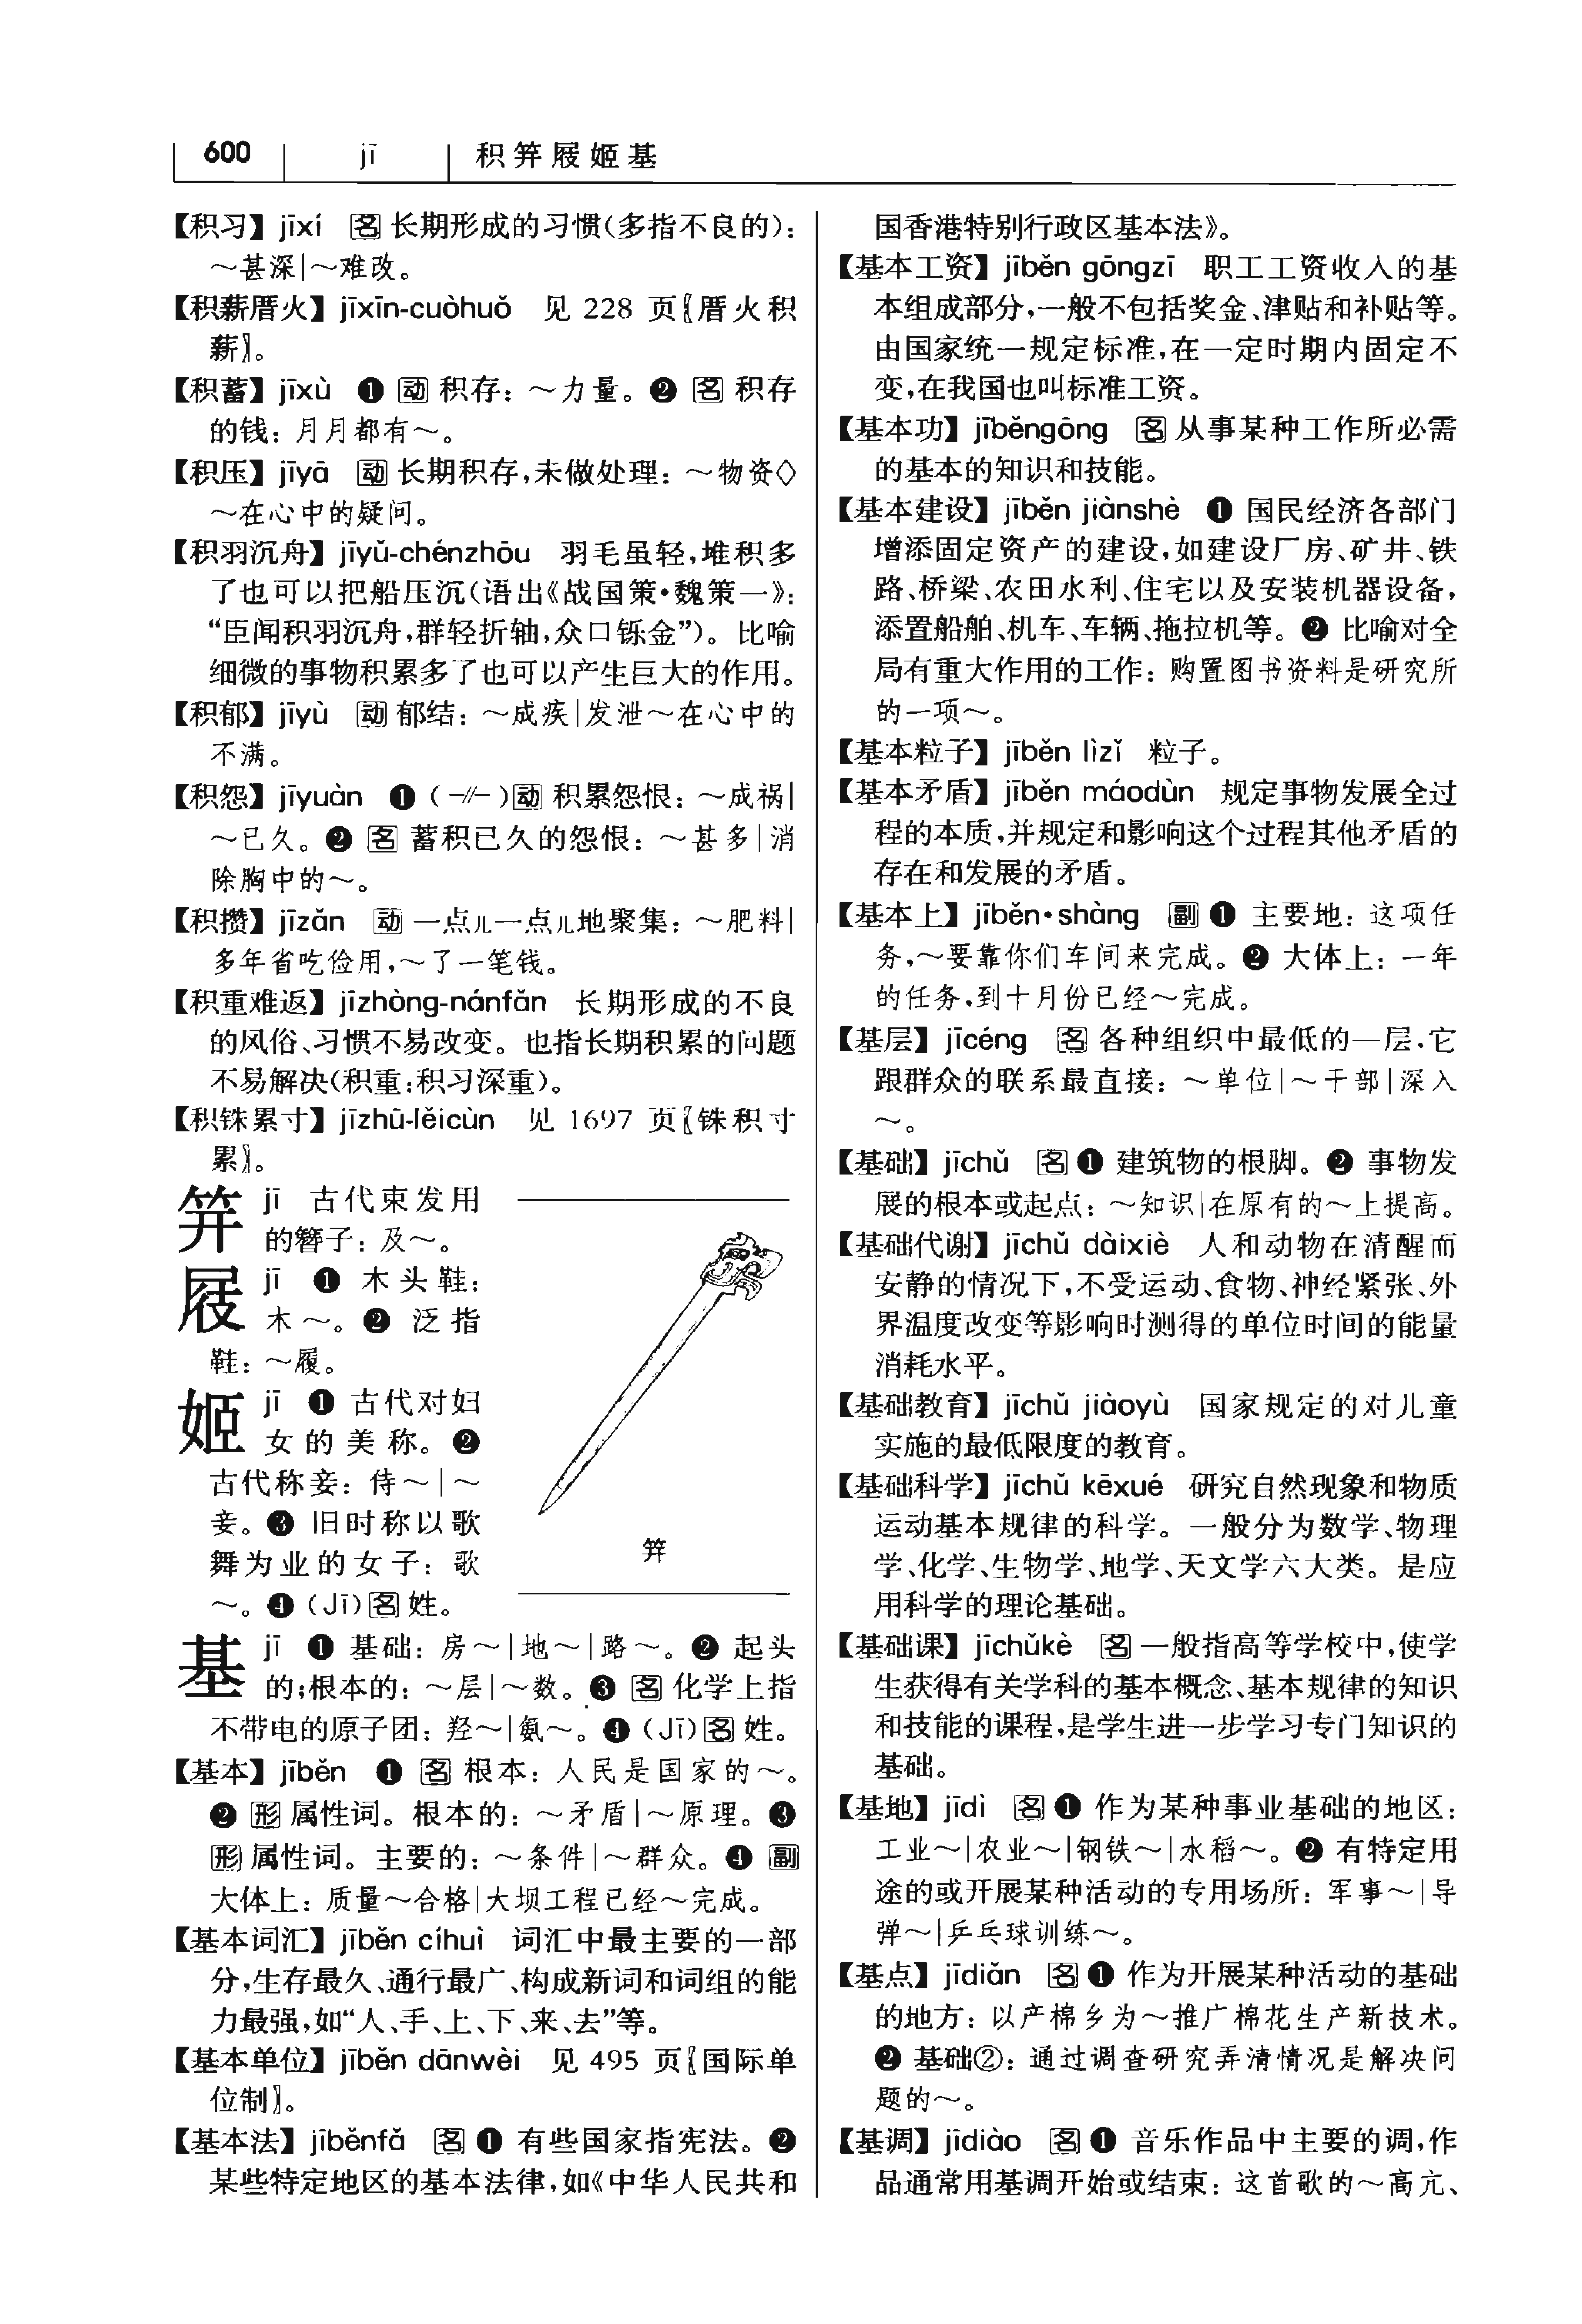 600 jī 积笄屐姬基
【积习】jīxí 名 长期形成的习惯(多指不良的)：
～甚深|～难改。
【积薪厝火】jīxīn-cuòhuǒ 见 228 页〖厝火积
薪〗。
【积蓄】jīxù ❶ 动 积存：～力量。❷ 名 积存
的钱：月月都有～。
【积压】jīyā 动 长期积存,未做处理：～物资◇
～在心中的疑问。
【积羽沉舟】jīyǔ-chénzhōu 羽毛虽轻,堆积多
了也可以把船压沉(语出《战国策·魏策一》：
“臣闻积羽沉舟,群轻折轴,众口铄金”)。比喻
细微的事物积累多了也可以产生巨大的作用。
【积郁】jīyù 动 郁结：～成疾|发泄～在心中的
不满。
【积怨】jīyuàn ❶ (-//-)动 积累怨恨：～成祸|
～已久。❷ 名 蓄积已久的怨恨：～甚多|消
除胸中的～。
【积攒】jīzǎn 动 一点儿一点儿地聚集：～肥料|
多年省吃俭用,～了一笔钱。
【积重难返】jīzhòng-nánfǎn 长期形成的不良
的风俗、习惯不易改变。也指长期积累的问题
不易解决(积重:积习深重)。
【积铢累寸】jīzhū-lěicùn 见 1697 页〖铢积寸
累〗。
笄 jī 古代束发用
的簪子：及～。
屐 jī ❶ 木头鞋：
木～。❷ 泛指
鞋：～履。
姬 jī ❶ 古代对妇
女的美称。❷
古代称妾：侍～|～
妾。❸ 旧时称以歌
舞为业的女子：歌
～。❹ (Jī)名 姓。
笄
基 jī ❶ 基础：房～|地～|路～。❷ 起头
的;根本的：～层|～数。❸ 名 化学上指
不带电的原子团：羟～|氨～。❹ (Jī)名 姓。
【基本】jīběn ❶ 名 根本：人民是国家的～。
❷ 形 属性词。根本的：～矛盾|～原理。❸
形 属性词。主要的：～条件|～群众。❹ 副
大体上：质量～合格|大坝工程已经～完成。
【基本词汇】jīběn cíhuì 词汇中最主要的一部
分,生存最久、通行最广、构成新词和词组的能
力最强,如“人、手、上、下、来、去”等。
【基本单位】jīběn dānwèi 见 495 页〖国际单
位制〗。
【基本法】jīběnfǎ 名 ❶ 有些国家指宪法。❷
某些特定地区的基本法律,如《中华人民共和
国香港特别行政区基本法》。
【基本工资】jīběn gōngzī 职工工资收入的基
本组成部分,一般不包括奖金、津贴和补贴等。
由国家统一规定标准,在一定时期内固定不
变,在我国也叫标准工资。
【基本功】jīběngōng 名 从事某种工作所必需
的基本的知识和技能。
【基本建设】jīběn jiànshè ❶ 国民经济各部门
增添固定资产的建设,如建设厂房、矿井、铁
路、桥梁、农田水利、住宅以及安装机器设备,
添置船舶、机车、车辆、拖拉机等。❷ 比喻对全
局有重大作用的工作：购置图书资料是研究所
的一项～。
【基本粒子】jīběn lìzǐ 粒子。
【基本矛盾】jīběn máodùn 规定事物发展全过
程的本质,并规定和影响这个过程其他矛盾的
存在和发展的矛盾。
【基本上】jīběn·shàng 副 ❶ 主要地：这项任
务,～要靠你们车间来完成。❷ 大体上：一年
的任务,到十月份已经～完成。
【基层】jīcéng 名 各种组织中最低的一层,它
跟群众的联系最直接：～单位|～干部|深入
～。
【基础】jīchǔ 名 ❶ 建筑物的根脚。❷ 事物发
展的根本或起点：～知识|在原有的～上提高。
【基础代谢】jīchǔ dàixiè 人和动物在清醒而
安静的情况下,不受运动、食物、神经紧张、外
界温度改变等影响时测得的单位时间的能量
消耗水平。
【基础教育】jīchǔ jiàoyù 国家规定的对儿童
实施的最低限度的教育。
【基础科学】jīchǔ kēxué 研究自然现象和物质
运动基本规律的科学。一般分为数学、物理
学、化学、生物学、地学、天文学六大类。是应
用科学的理论基础。
【基础课】jīchǔkè 名 一般指高等学校中,使学
生获得有关学科的基本概念、基本规律的知识
和技能的课程,是学生进一步学习专门知识的
基础。
【基地】jīdì 名 ❶ 作为某种事业基础的地区：
工业～|农业～|钢铁～|水稻～。❷ 有特定用
途的或开展某种活动的专用场所：军事～|导
弹～|乒乓球训练～。
【基点】jīdiǎn 名 ❶ 作为开展某种活动的基础
的地方：以产棉乡为～推广棉花生产新技术。
❷ 基础②：通过调查研究弄清情况是解决问
题的～。
【基调】jīdiào 名 ❶ 音乐作品中主要的调,作
品通常用基调开始或结束：这首歌的～高亢、